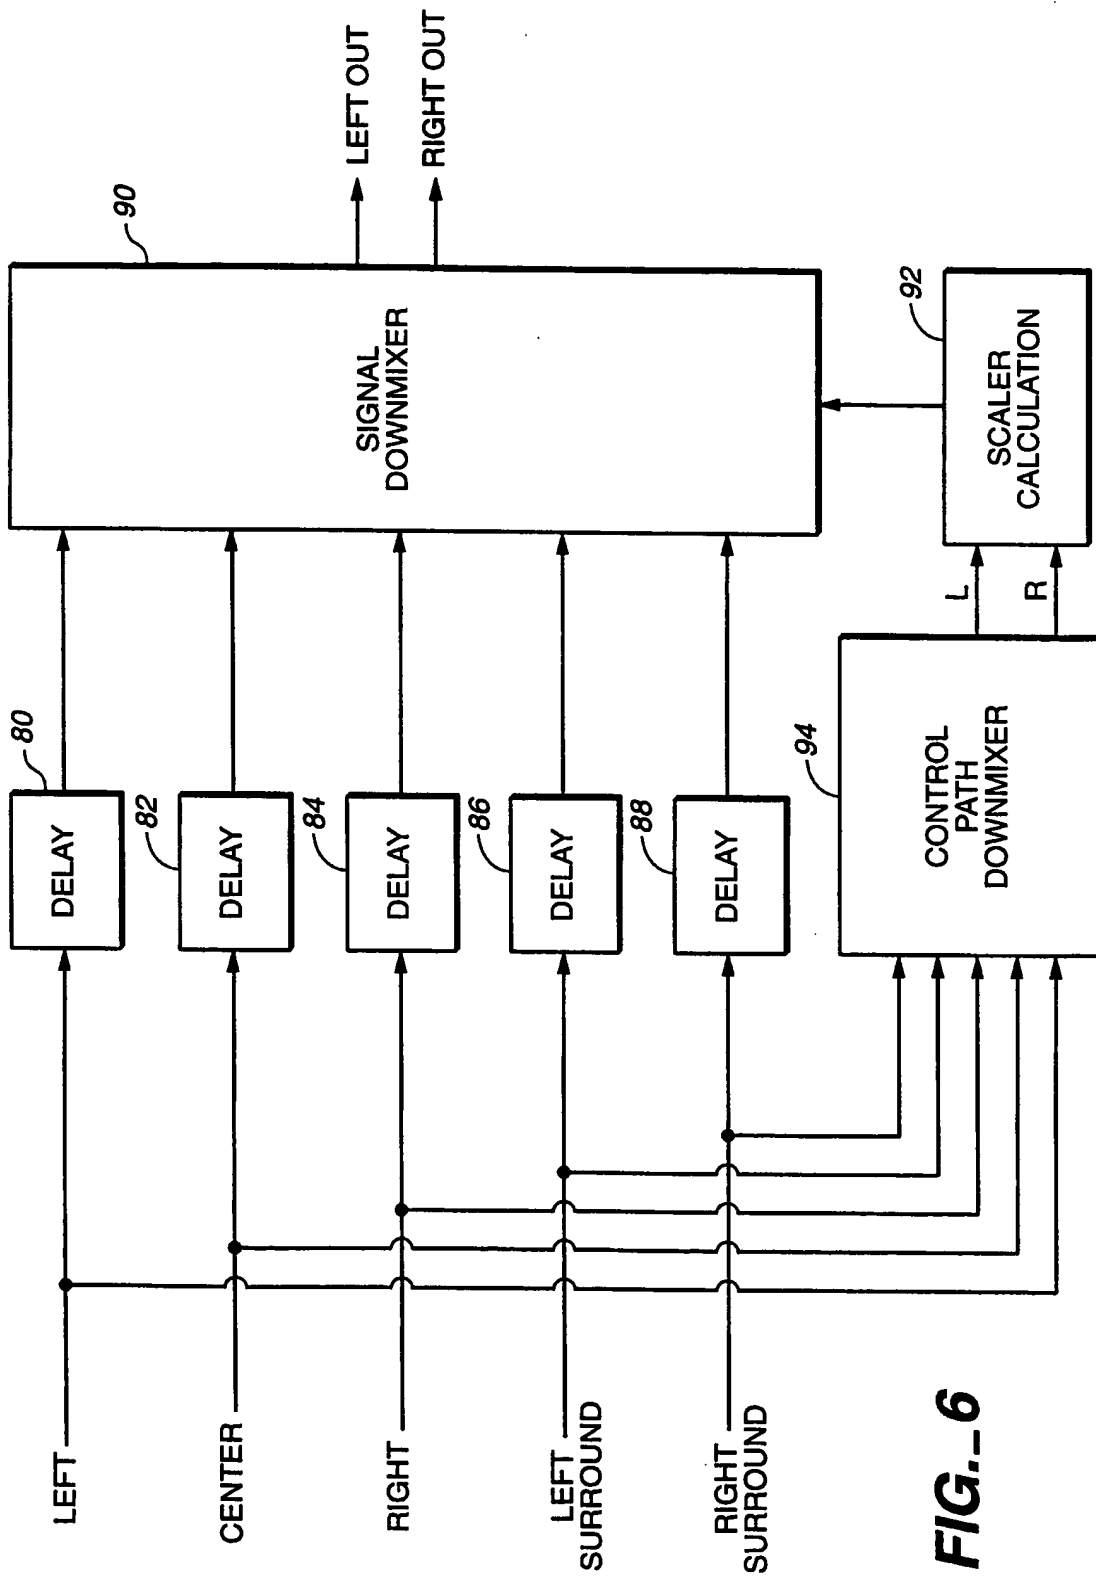 LEFT
CENTER
RIGHT
LEFT
SURROUND
RIGHT
SURROUND
80
DELAY
82
DELAY
84
DELAY
86
DELAY
88
DELAY
90
SIGNAL
DOWNMIXER
LEFT OUT
RIGHT OUT
94
CONTROL
PATH
DOWNMIXER
L
R
92
SCALER
CALCULATION
FIG._6